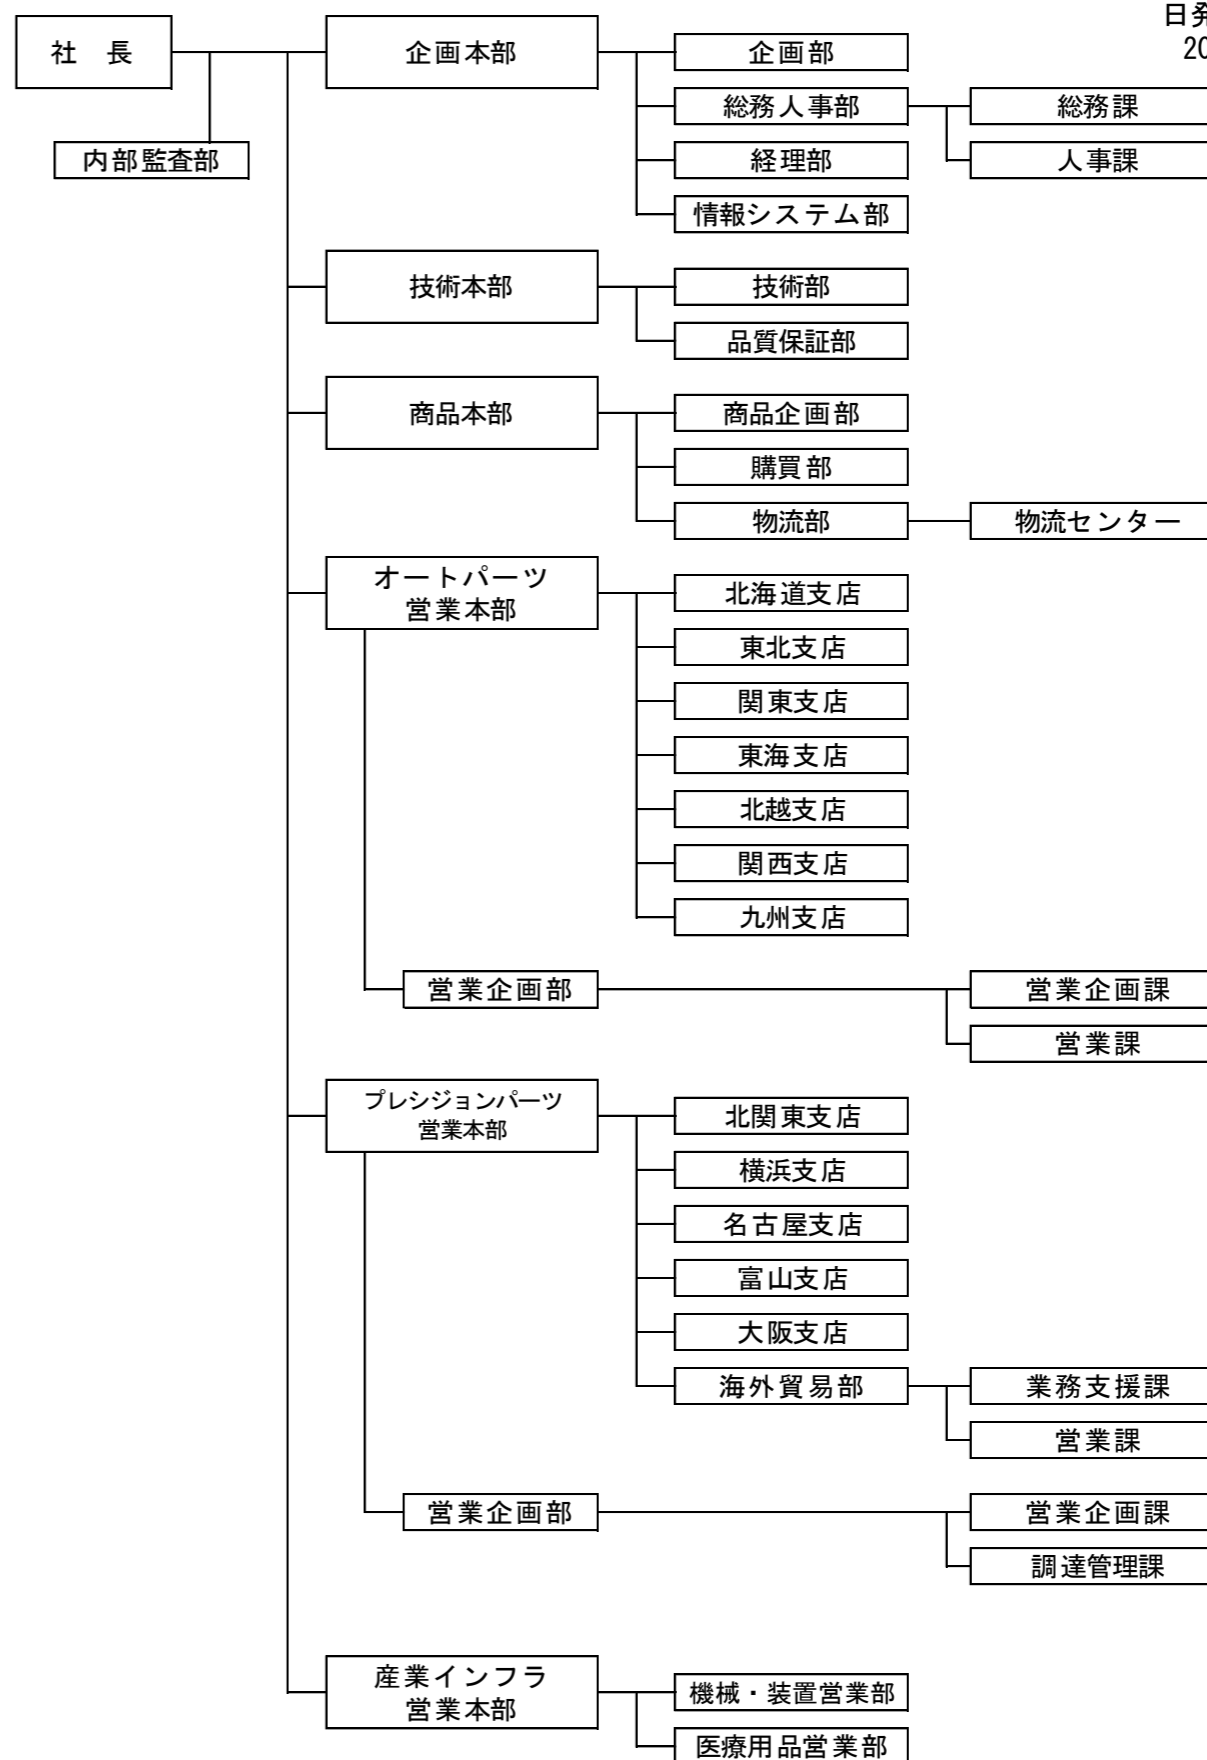 日発
20
社 長
企画本部
企画部
総務人事部
総務課
内部監査部
経理部
人事課
情報システム部
技術本部
技術部
品質保証部
商品本部
商品企画部
購買部
物流部
物流センター
オートパーツ
営業本部
北海道支店
東北支店
関東支店
東海支店
北越支店
関西支店
九州支店
営業企画部
営業企画課
営業課
プレシジョンパーツ
営業本部
北関東支店
横浜支店
名古屋支店
富山支店
大阪支店
海外貿易部
業務支援課
営業課
営業企画部
営業企画課
調達管理課
産業インフラ
営業本部
機械・装置営業部
医療用品営業部